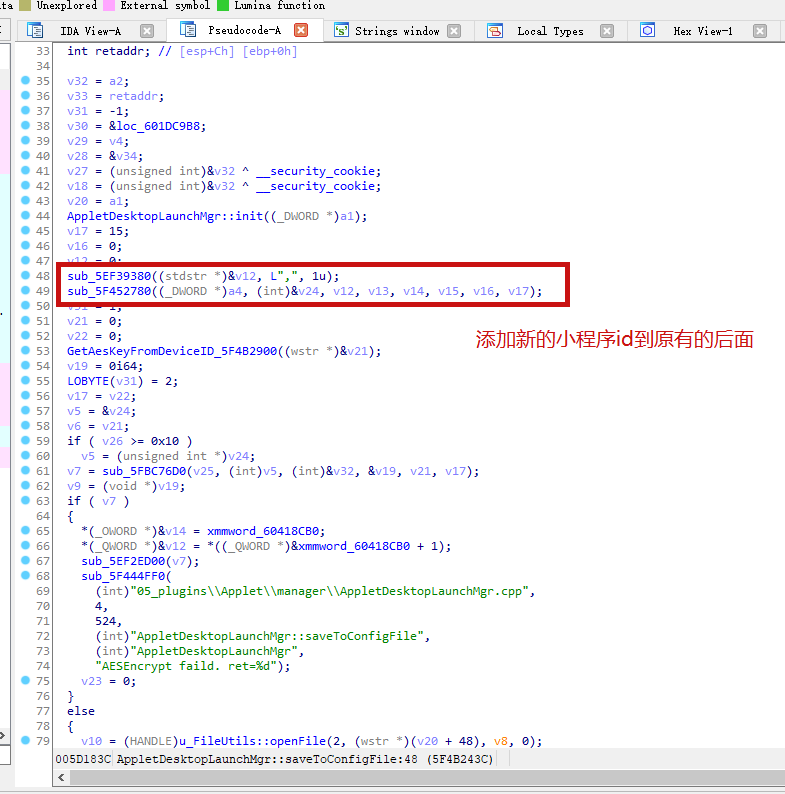 ta Unexplored External symbol Lumina function
IDA View-A Pseudocode-A Strings window Local Types Hex View-1
33 int retaddr; // [esp+Ch] [ebp+0h]
34
35 v32 = a2;
36 v33 = retaddr;
37 v31 = -1;
38 v30 = &loc_601DC9B8;
39 v29 = v4;
40 v28 = &v34;
41 v27 = (unsigned int)&v32 ^ __security_cookie;
42 v18 = (unsigned int)&v32 ^ __security_cookie;
43 v20 = a1;
44 AppletDesktopLaunchMgr::init((_DWORD *)a1);
45 v17 = 15;
46 v16 = 0;
47 v12 = 0;
48 sub_5EF39380((stdstr *)&v12, L",", 1u);
49 sub_5F452780((_DWORD *)a4, (int)&v24, v12, v13, v14, v15, v16, v17);
50 v31 = 1;
51 v21 = 0;
添加新的小程序id到原有的后面
52 v22 = 0;
53 GetAesKeyFromDeviceID_5F4B2900((wstr *)&v21);
54 v19 = 0i64;
55 LOBYTE(v31) = 2;
56 v17 = v22;
57 v5 = &v24;
58 v6 = v21;
59 if ( v26 >= 0x10 )
60 v5 = (unsigned int *)v24;
61 v7 = sub_5FBC76D0(v25, (int)v5, (int)&v32, &v19, v21, v17);
62 v9 = (void *)v19;
63 if ( v7 )
64 {
65 *(_OWORD *)&v14 = xmmword_60418CB0;
66 *(_QWORD *)&v12 = *((_QWORD *)&xmmword_60418CB0 + 1);
67 sub_5EF2ED00(v7);
68 sub_5F444FF0(
69 (int)"05_plugins\\Applet\\manager\\AppletDesktopLaunchMgr.cpp",
70 4,
71 524,
72 (int)"AppletDesktopLaunchMgr::saveToConfigFile",
73 (int)"AppletDesktopLaunchMgr",
74 "AESEncrypt faild. ret=%d");
75 v23 = 0;
76 }
77 else
78 {
79 v10 = (HANDLE)u_FileUtils::openFile(2, (wstr *)(v20 + 48), v8, 0);
005D183C AppletDesktopLaunchMgr::saveToConfigFile:48 (5F4B243C)